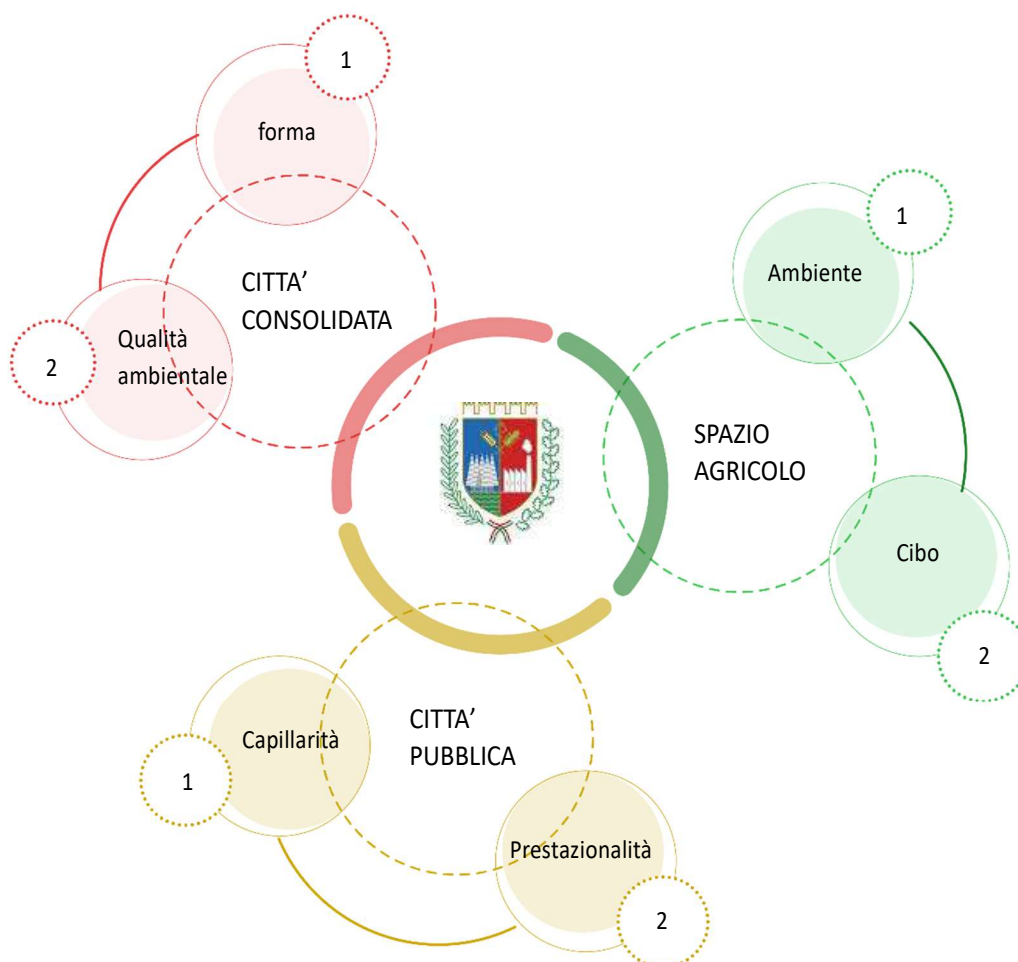 1
forma
CITTA’
CONSOLIDATA
Qualità
ambientale
2
1
Ambiente
SPAZIO
AGRICOLO
Cibo
2
Capillarità
1
CITTA’
PUBBLICA
Prestazionalità
2